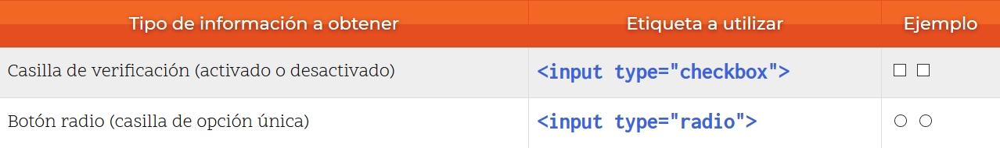 Tipo de información a obtener Etiqueta a utilizar Ejemplo
Casilla de verificación (activado o desactivado) <input type="checkbox">
Botón radio (casilla de opción única) <input type="radio">